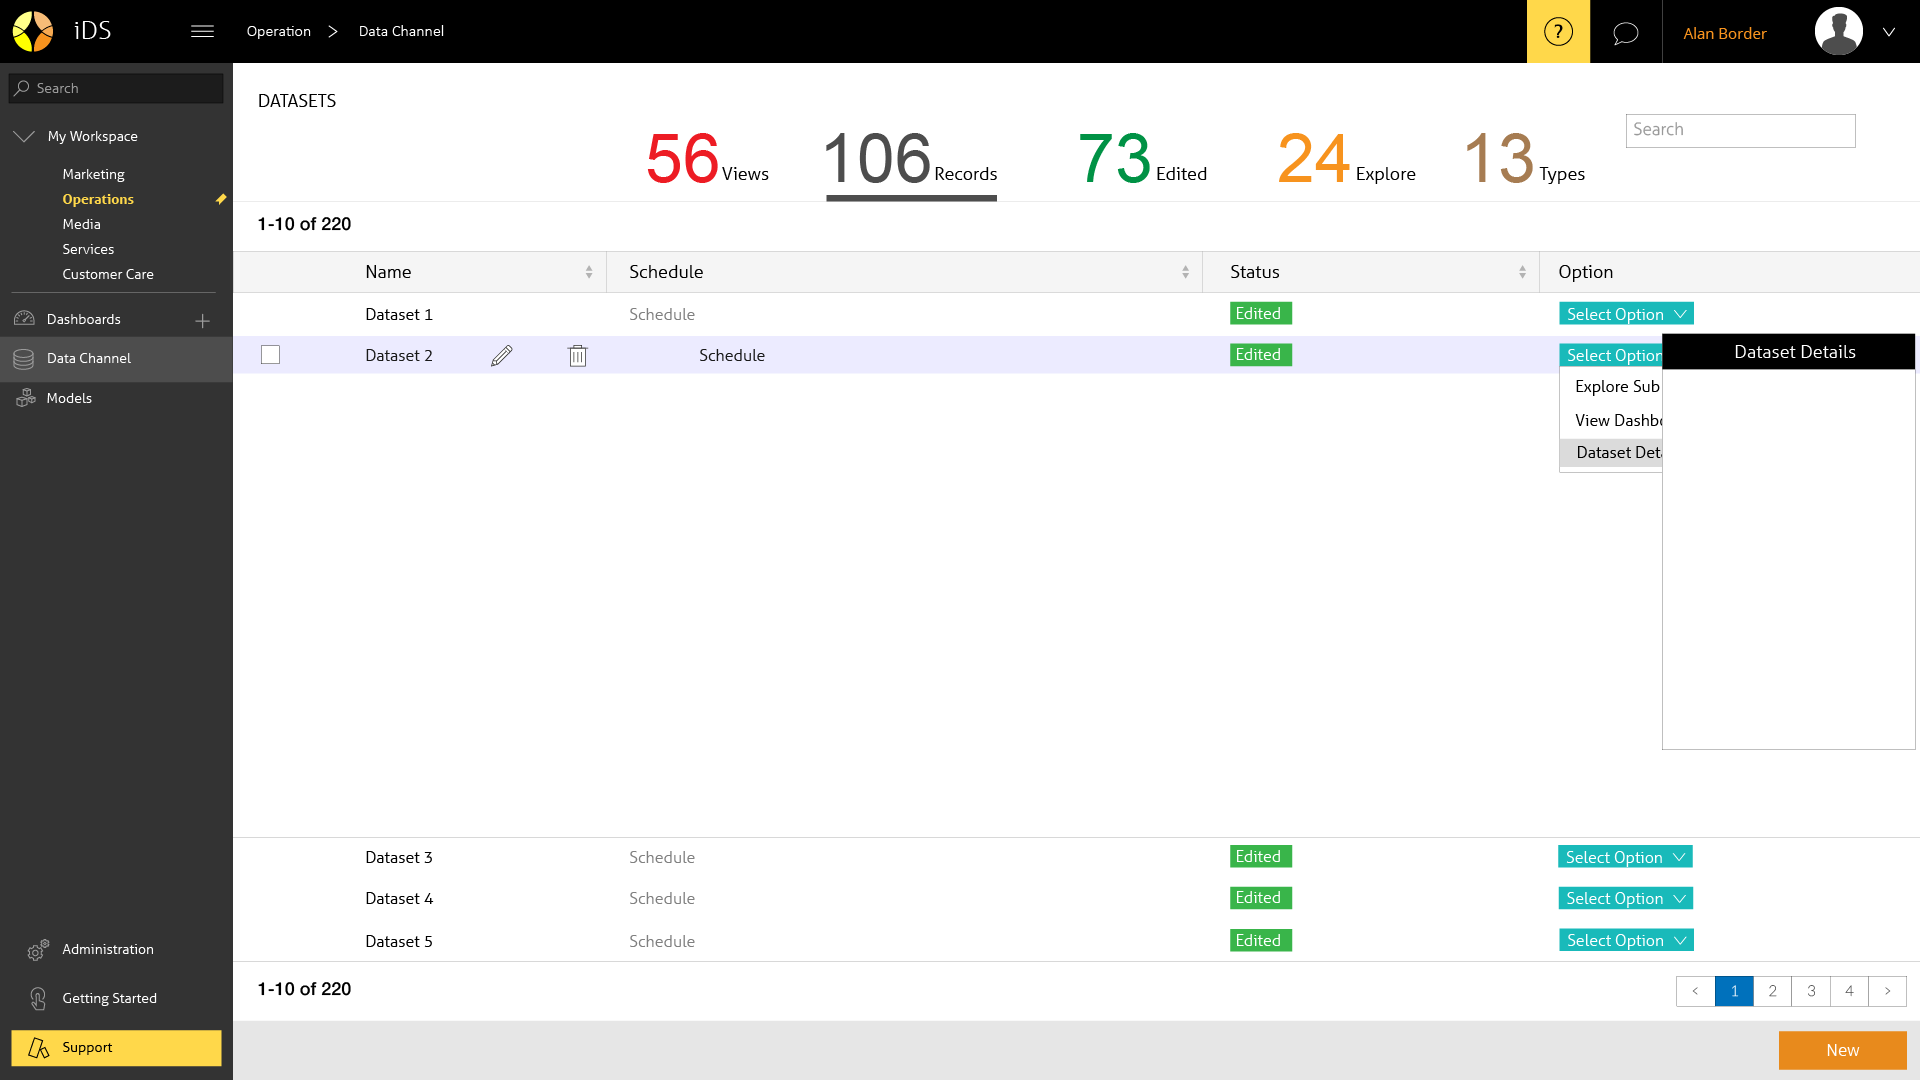 iDS
Operation > Data Channel
?
Alan Border
Search
My Workspace
Marketing
Operations
Media
Services
Customer Care
Dashboards
Data Channel
Models
Administration
Getting Started
Support
DATASETS
56 Views
106 Records
73 Edited
24 Explore
13 Types
Search
1-10 of 220
Name Schedule Status Option
Dataset 1 Schedule Edited Select Option
Dataset 2 Schedule Edited Select Option
Dataset Details
Explore Sub
View Dashbo
Dataset Deta
Dataset 3 Schedule Edited Select Option
Dataset 4 Schedule Edited Select Option
Dataset 5 Schedule Edited Select Option
1-10 of 220
< 1 2 3 4 >
New